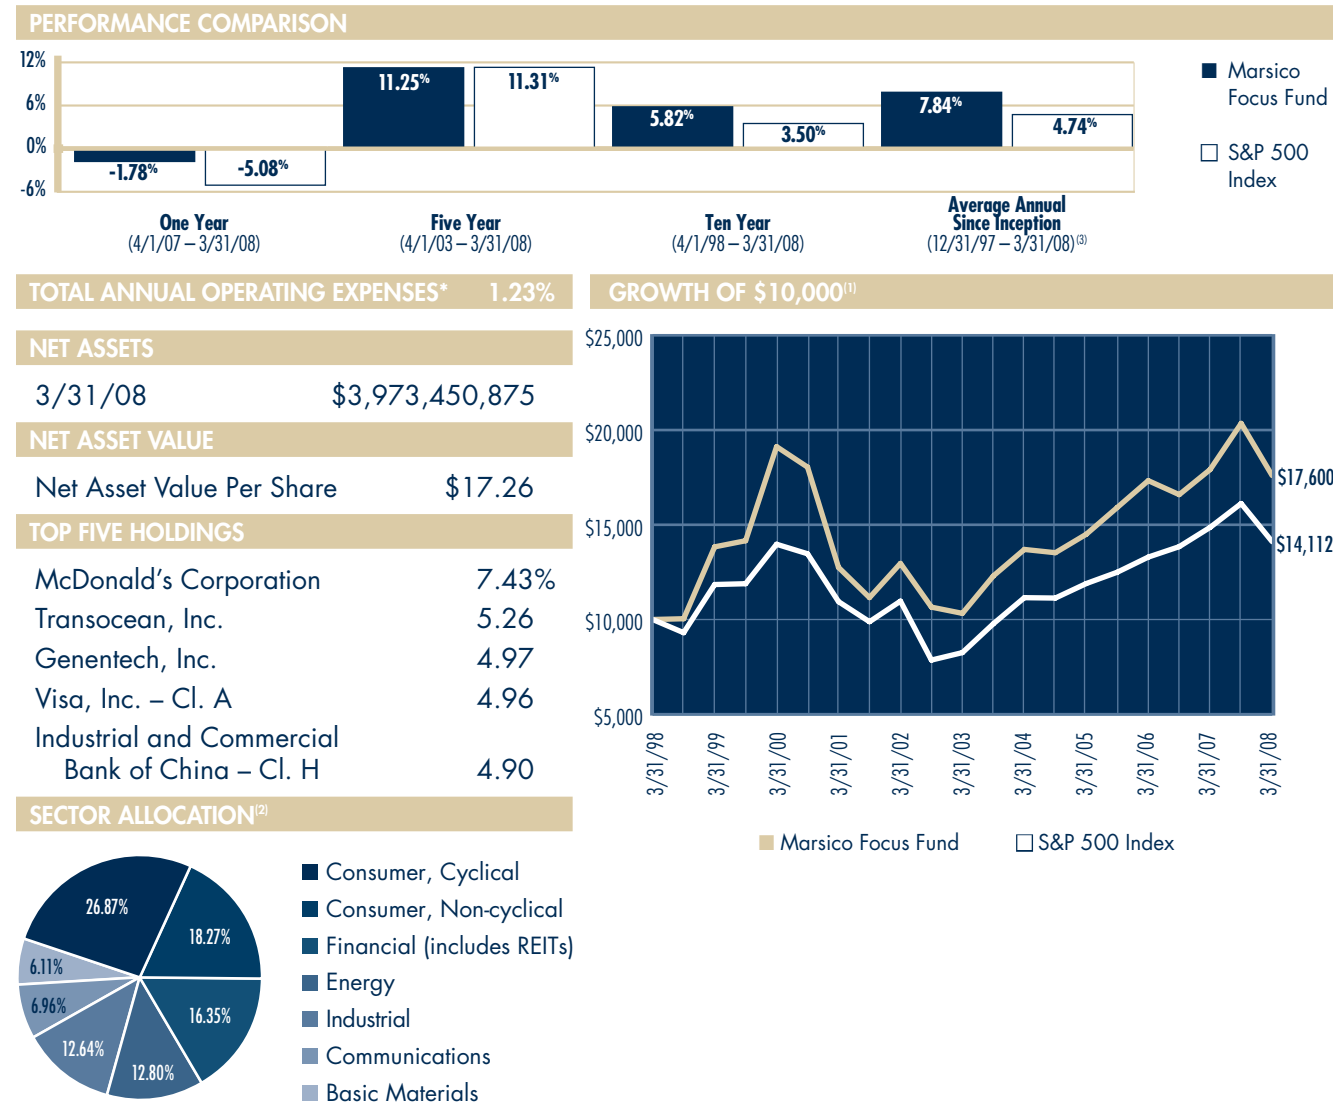 PERFORMANCE COMPARISON
12%
6%
0%
-6%
-1.78%
-5.08%
11.25%
11.31%
5.82%
3.50%
7.84%
4.74%
Marsico
Focus Fund
S&P 500
Index
One Year
(4/1/07 – 3/31/08)
Five Year
(4/1/03 – 3/31/08)
Ten Year
(4/1/98 – 3/31/08)
Average Annual
Since Inception
(12/31/97 – 3/31/08)(3)
TOTAL ANNUAL OPERATING EXPENSES* 1.23%
NET ASSETS
3/31/08 $3,973,450,875
NET ASSET VALUE
Net Asset Value Per Share $17.26
TOP FIVE HOLDINGS
McDonald’s Corporation 7.43%
Transocean, Inc. 5.26
Genentech, Inc. 4.97
Visa, Inc. – Cl. A 4.96
Industrial and Commercial
Bank of China – Cl. H 4.90
SECTOR ALLOCATION(2)
26.87%
18.27%
16.35%
12.80%
12.64%
6.96%
6.11%
Consumer, Cyclical
Consumer, Non-cyclical
Financial (includes REITs)
Energy
Industrial
Communications
Basic Materials
GROWTH OF $10,000(1)
$25,000
$20,000
$15,000
$10,000
$5,000
$17,600
$14,112
3/31/98
3/31/99
3/31/00
3/31/01
3/31/02
3/31/03
3/31/04
3/31/05
3/31/06
3/31/07
3/31/08
Marsico Focus Fund
S&P 500 Index